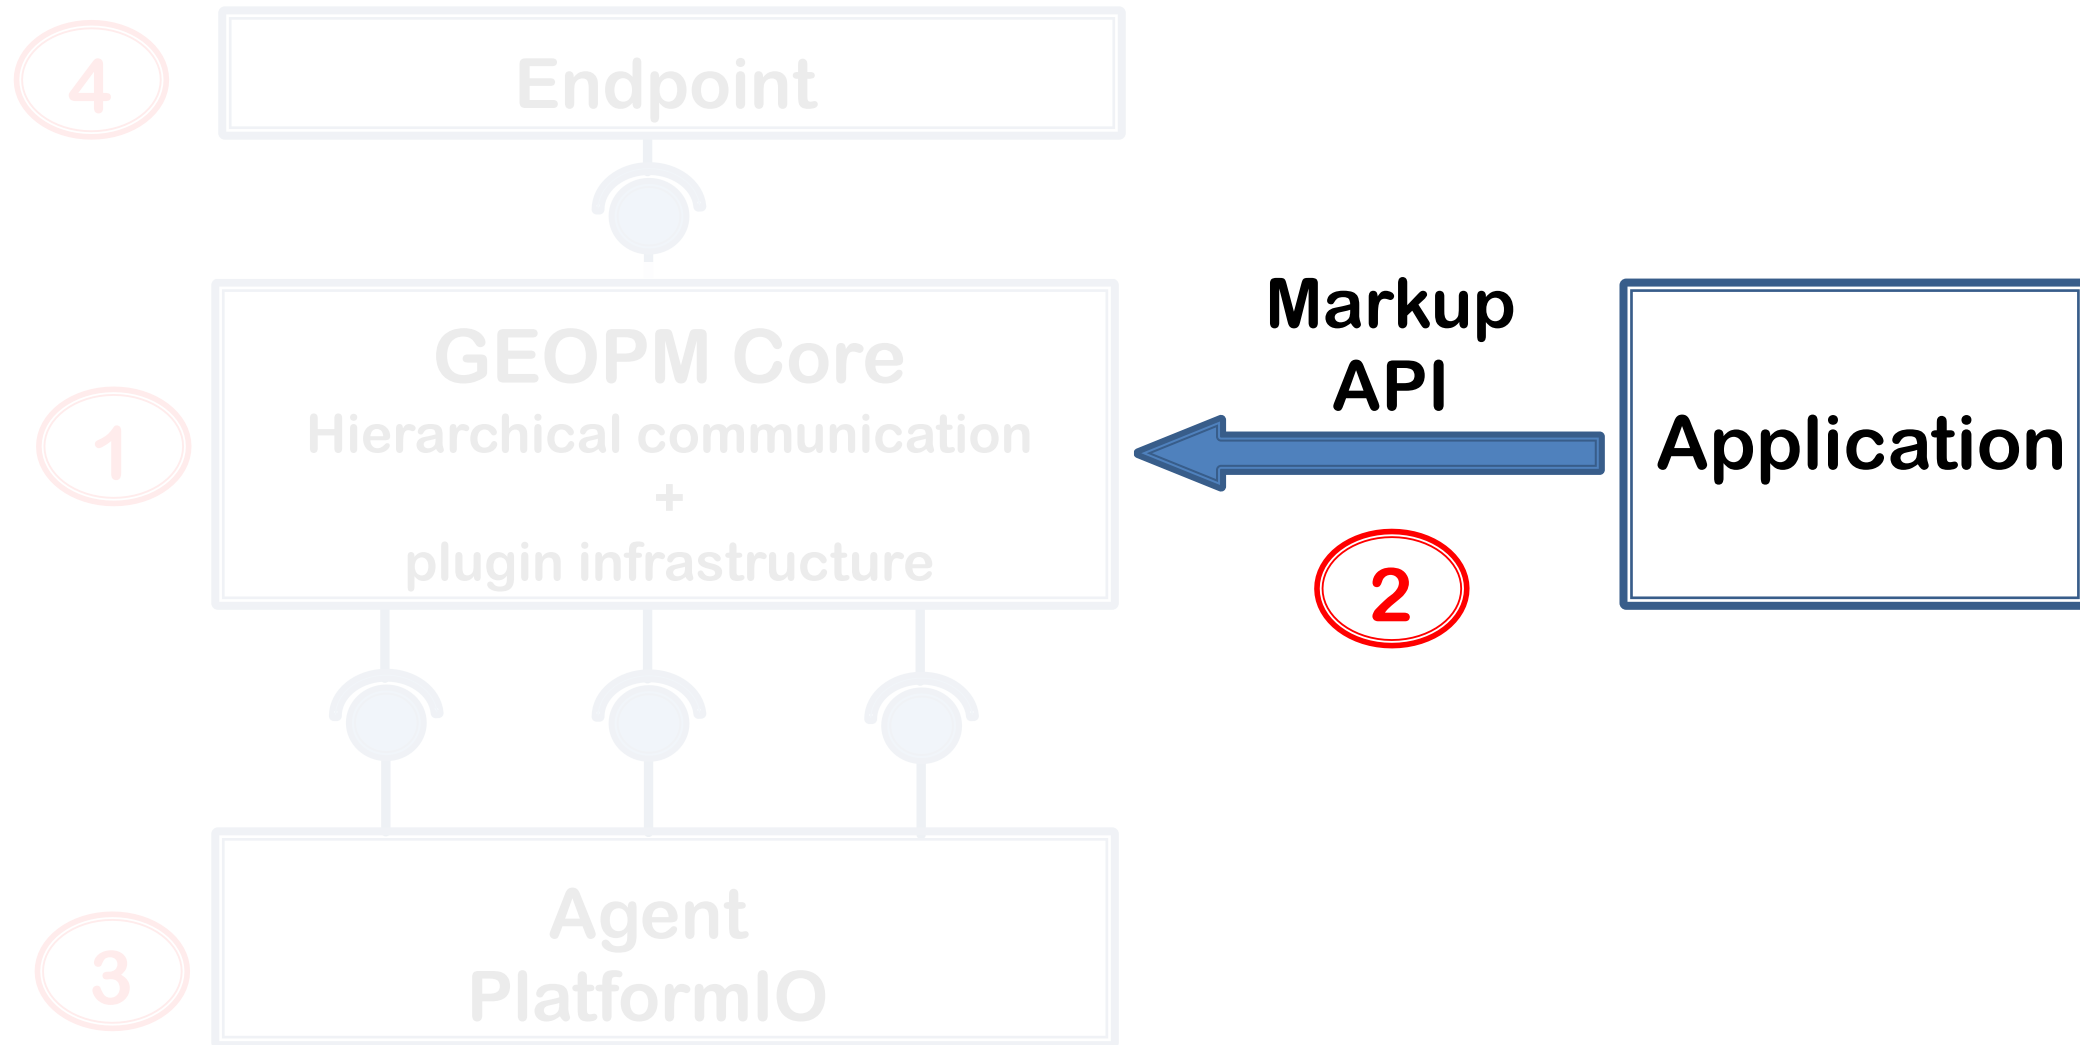 4
Endpoint
1
GEOPM Core
Hierarchical communication
+
plugin infrastructure
Markup
API
2
Application
3
Agent
PlatformIO